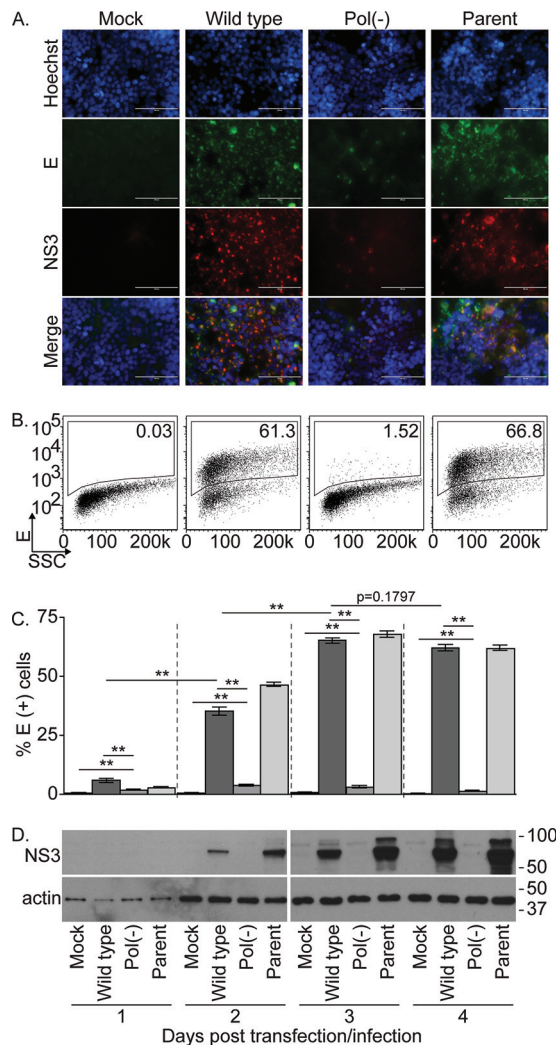 A.
Mock Wild type Pol(-) Parent
Hoechst
E
NS3
Merge
B.
10^5
10^4
10^3
10^2
0.03 61.3 1.52 66.8
E
SSC
0 100 200k 0 100 200k 0 100 200k 0 100 200k
C.
% E (+) cells
75
50
25
0
** ** p=0.1797
** ** ** **
** ** ** **
D.
NS3
actin
100
50
50
37
Mock Wild type Pol(-) Parent Mock Wild type Pol(-) Parent Mock Wild type Pol(-) Parent Mock Wild type Pol(-) Parent
1 2 3 4
Days post transfection/infection